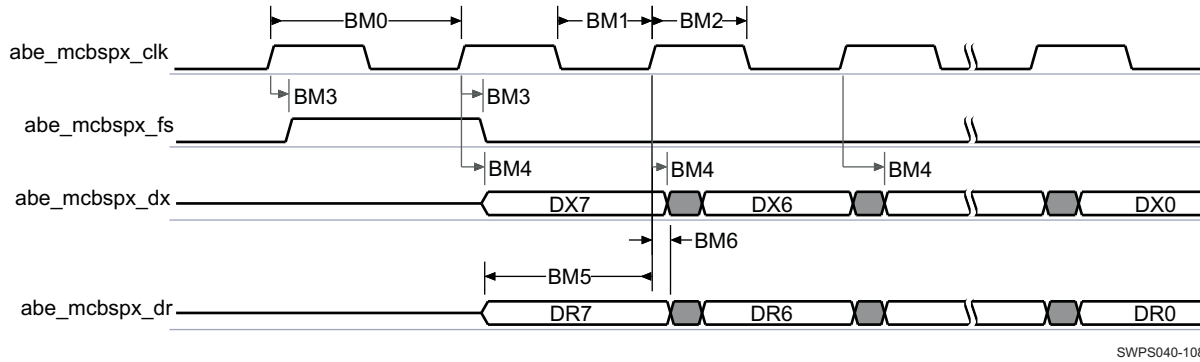 BM0
BM1
BM2
abe_mcbspx_clk
BM3
BM3
abe_mcbspx_fs
BM4
BM4
BM4
abe_mcbspx_dx
DX7
DX6
DX0
BM6
BM5
abe_mcbspx_dr
DR7
DR6
DR0